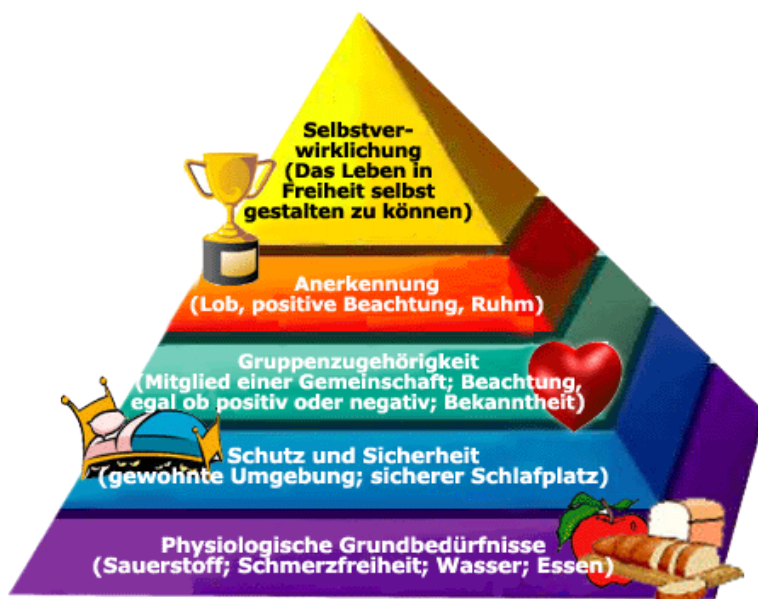 Selbstver-
wirklichung
(Das Leben in
Freiheit selbst
gestalten zu können)
Anerkennung
(Lob, positive Beachtung, Ruhm)
Gruppenzugehörigkeit
(Mitglied einer Gemeinschaft; Beachtung,
egal ob positiv oder negativ; Bekanntheit)
Schutz und Sicherheit
(gewohnte Umgebung; sicherer Schlafplatz)
Physiologische Grundbedürfnisse
(Sauerstoff; Schmerzfreiheit; Wasser; Essen)